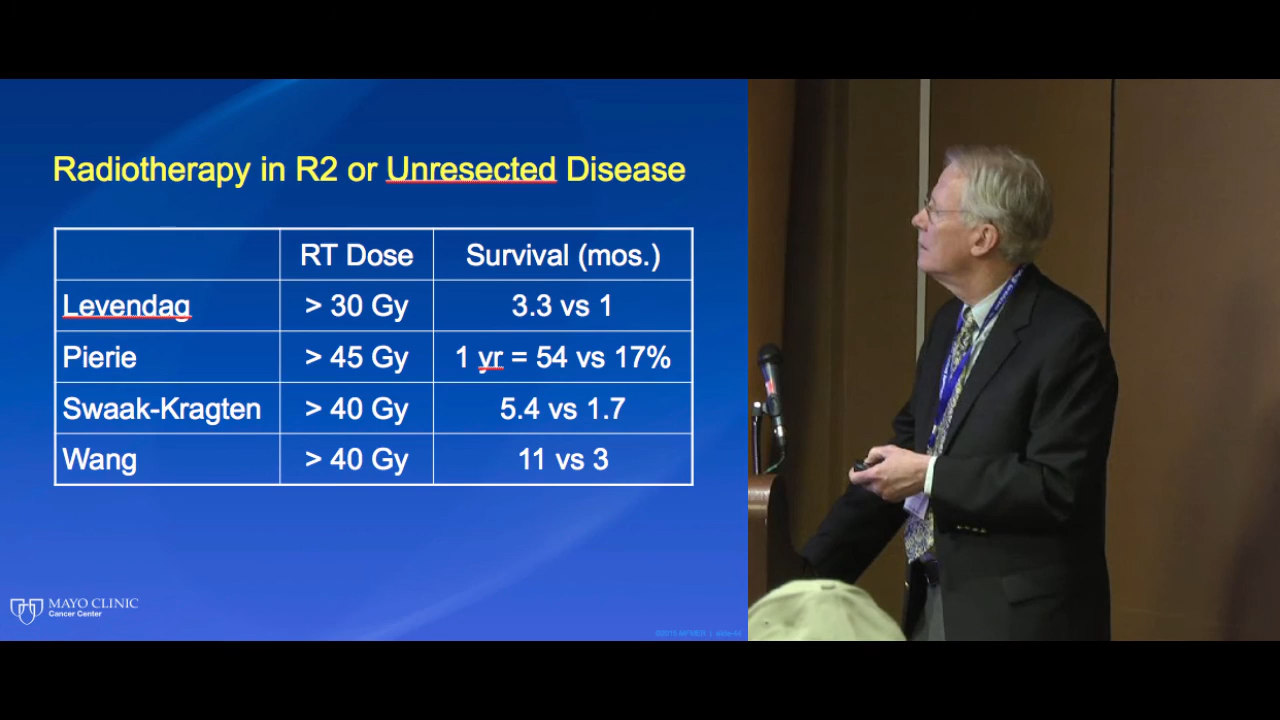 Radiotherapy in R2 or Unresected Disease
RT Dose Survival (mos.)
Levendag > 30 Gy 3.3 vs 1
Pierie > 45 Gy 1 yr = 54 vs 17%
Swaak-Kragten > 40 Gy 5.4 vs 1.7
Wang > 40 Gy 11 vs 3
MAYO CLINIC
Cancer Center